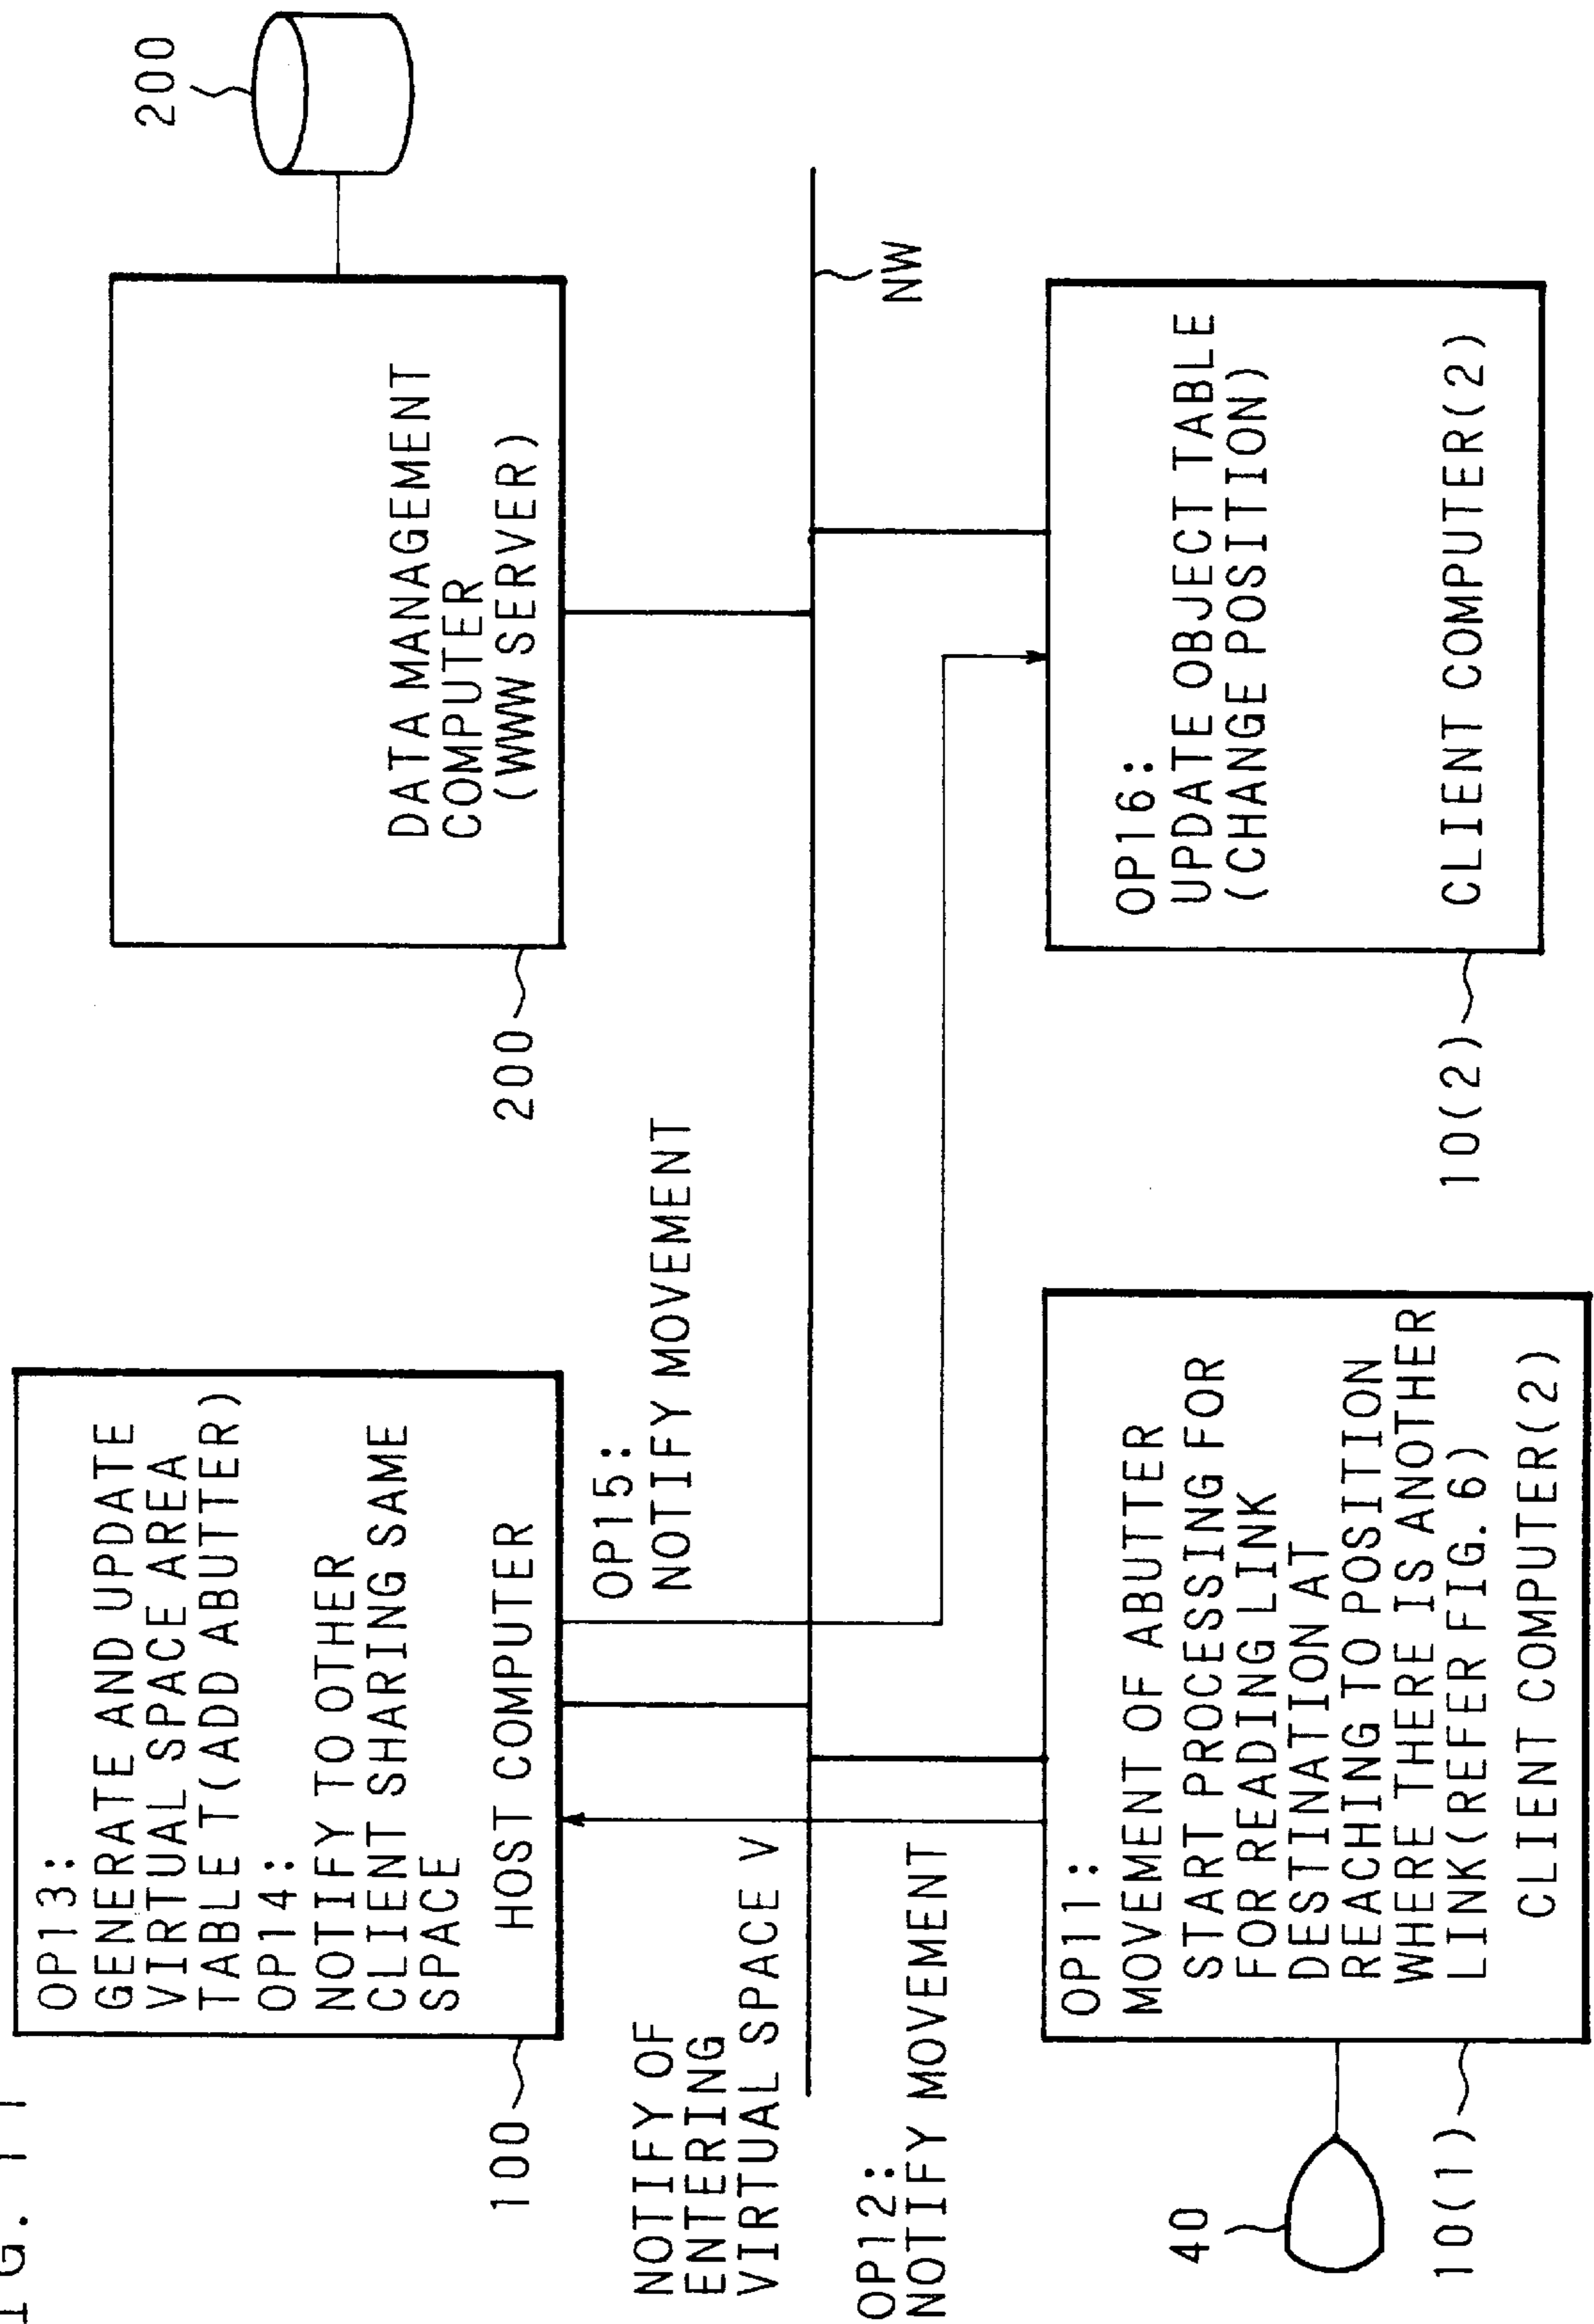 FIG. 11
OP13:
GENERATE AND UPDATE
VIRTUAL SPACE AREA
TABLE T(ADD ABUTTER)
OP14:
NOTIFY TO OTHER
CLIENT SHARING SAME
SPACE
HOST COMPUTER
100
DATA MANAGEMENT
COMPUTER
(WWW SERVER)
200
200
NOTIFY OF
ENTERING
VIRTUAL SPACE V
OP15:
NOTIFY MOVEMENT
NW
OP12:
NOTIFY MOVEMENT
40
OP11:
MOVEMENT OF ABUTTER
START PROCESSING FOR
FOR READING LINK
DESTINATION AT
REACHING TO POSITION
WHERE THERE IS ANOTHER
LINK(REFER FIG.6)
CLIENT COMPUTER(2)
10(1)
OP16:
UPDATE OBJECT TABLE
(CHANGE POSITION)
CLIENT COMPUTER(2)
10(2)